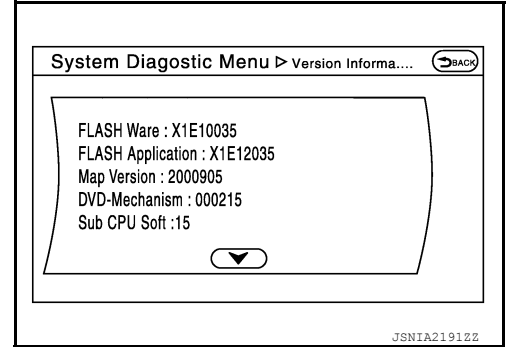 System Diagostic Menu ▷ Version Informa....
BACK
FLASH Ware : X1E10035
FLASH Application : X1E12035
Map Version : 2000905
DVD-Mechanism : 000215
Sub CPU Soft :15
JSNIA2191ZZ